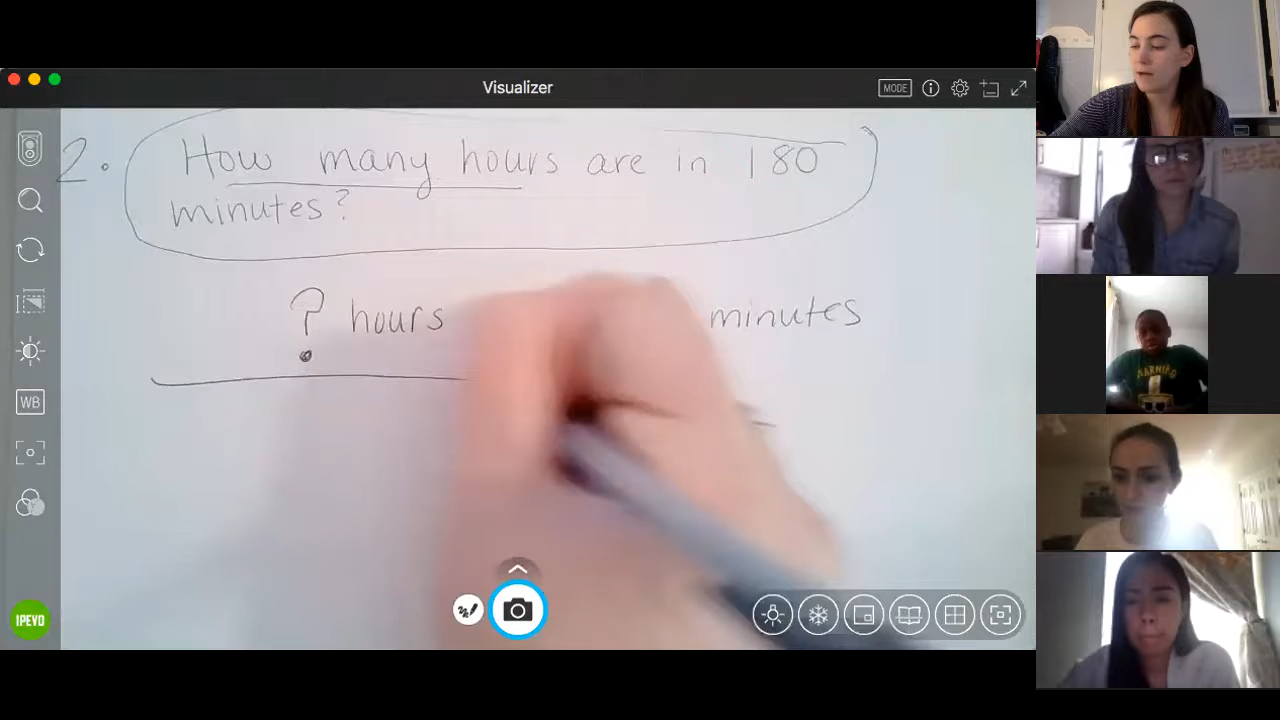 Visualizer
MODE
2. How many hours are in 180
minutes?
? hours
minutes
WB
IPEVO